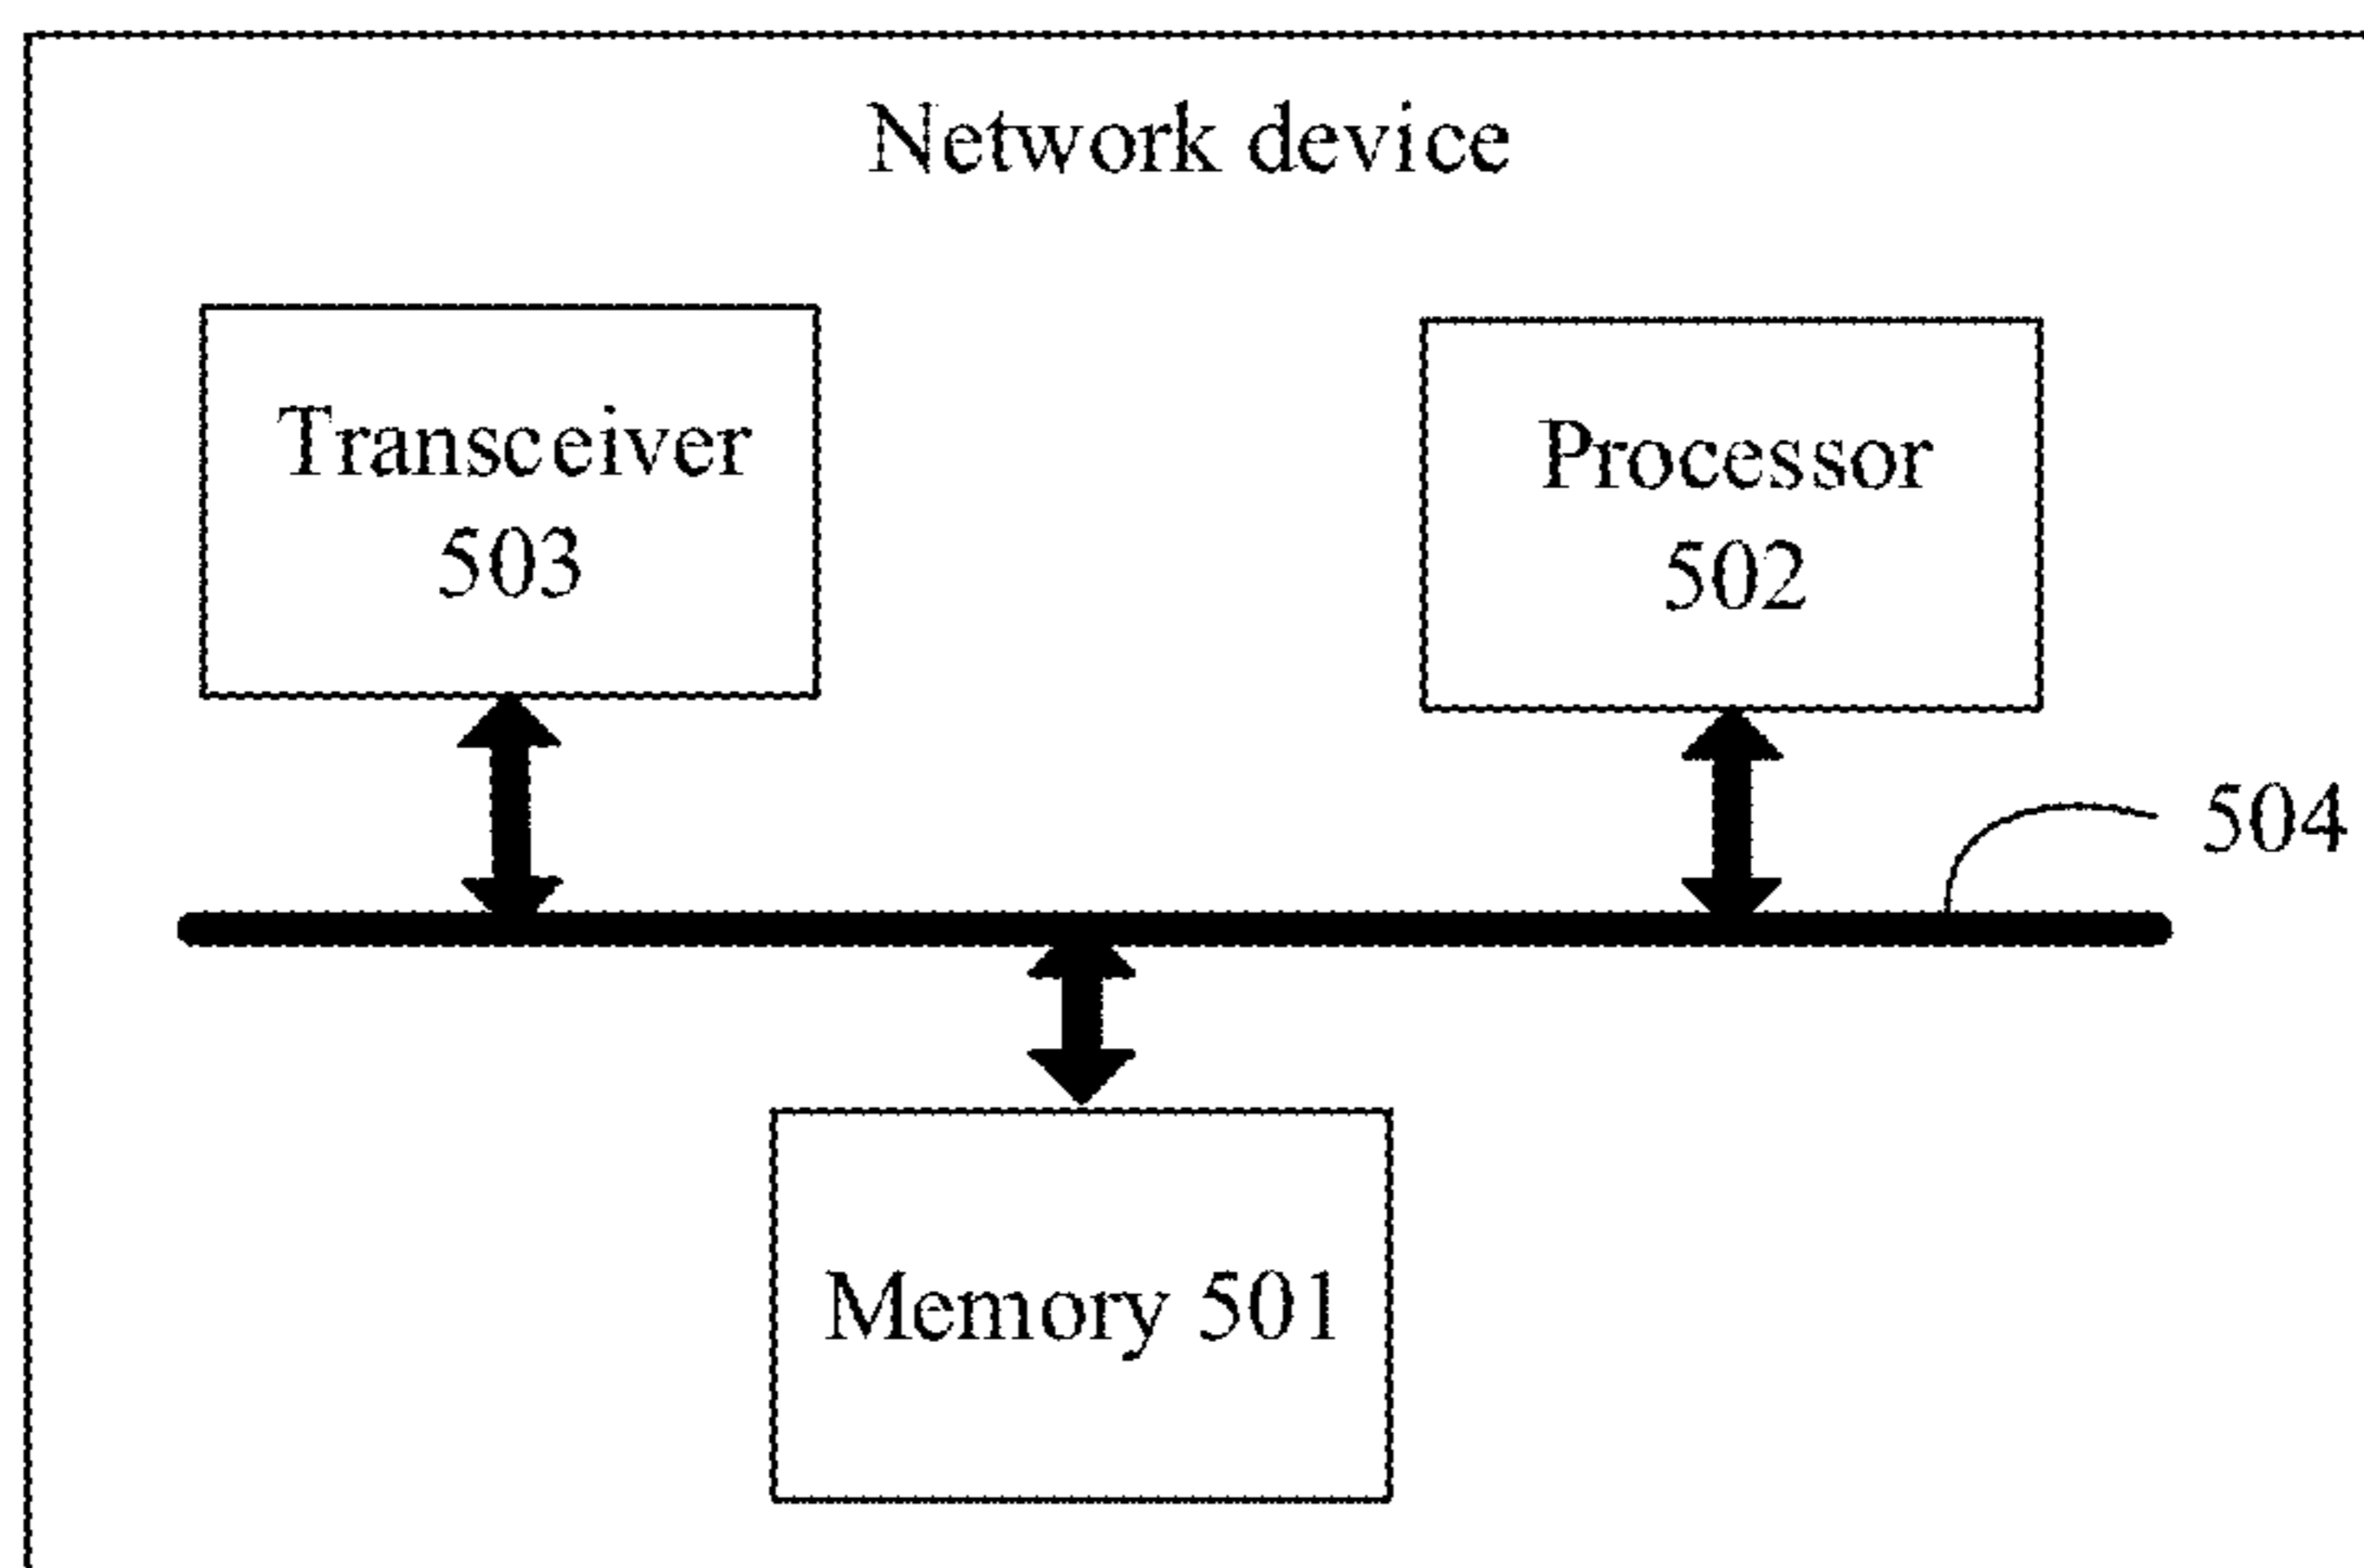 Network device
Transceiver
503
Processor
502
504
Memory 501